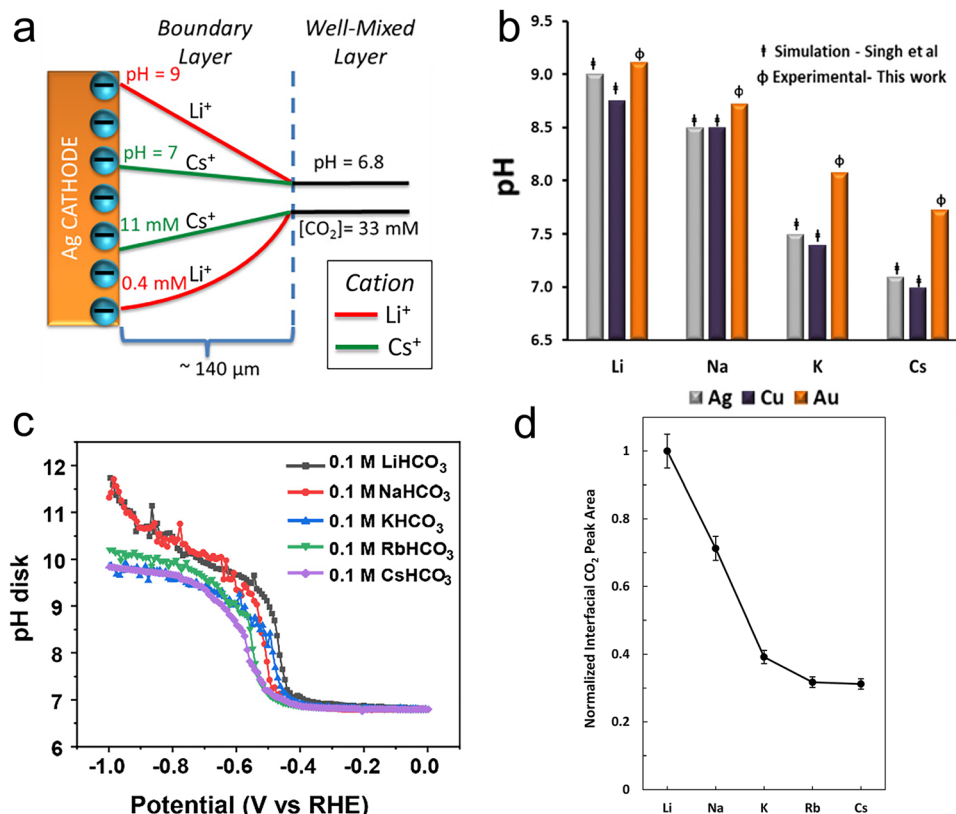 a
Boundary
Layer
Well-Mixed
Layer
pH = 9
Li⁺
pH = 7
Cs⁺
pH = 6.8
Ag CATHODE
11 mM
Cs⁺
[CO₂]= 33 mM
0.4 mM
Li⁺
Cation
Li⁺
Cs⁺
~ 140 µm
b
ǂ Simulation - Singh et al
ϕ Experimental- This work
pH
9.5
9.0
8.5
8.0
7.5
7.0
6.5
Li
Na
K
Cs
Ag
Cu
Au
c
0.1 M LiHCO₃
0.1 M NaHCO₃
0.1 M KHCO₃
0.1 M RbHCO₃
0.1 M CsHCO₃
pH disk
12
11
10
9
8
7
6
-1.0
-0.8
-0.6
-0.4
-0.2
0.0
Potential (V vs RHE)
d
Normalized Interfacial CO₂ Peak Area
1
0.8
0.6
0.4
0.2
0
Li
Na
K
Rb
Cs